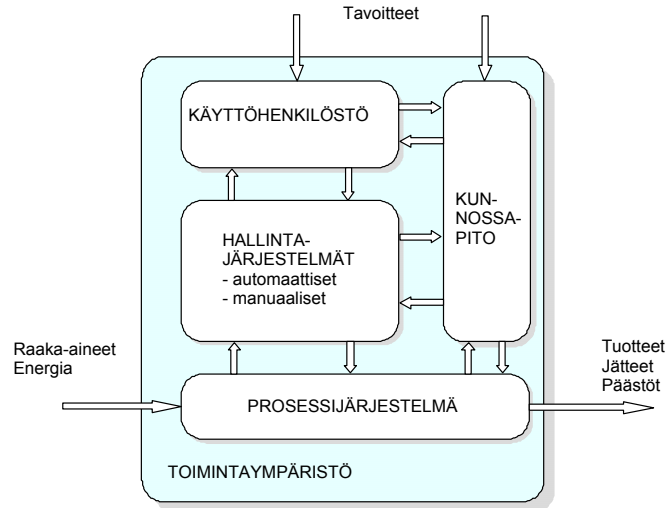 Tavoitteet
KÄYTTÖHENKILÖSTÖ
KUN-
NOSSA-
PITO
HALLINTA-
JÄRJESTELMÄT
- automaattiset
- manuaaliset
Raaka-aineet
Energia
Tuotteet
Jätteet
Päästöt
PROSESSIJÄRJESTELMÄ
TOIMINTAYMPÄRISTÖ